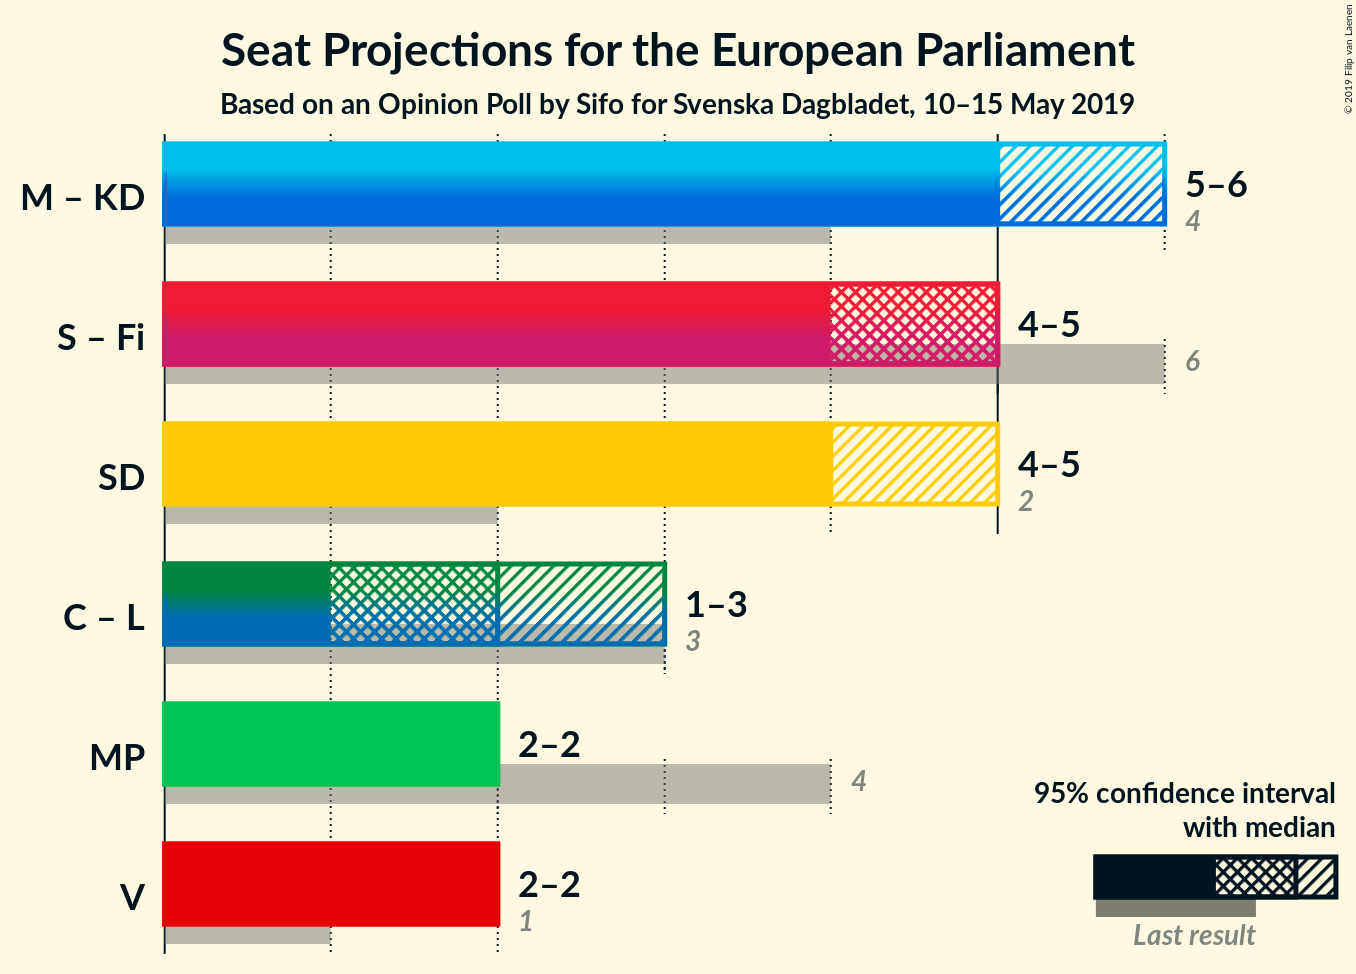 Seat Projections for the European Parliament
Based on an Opinion Poll by Sifo for Svenska Dagbladet, 10–15 May 2019
© 2019 Filip van Laenen
M – KD
5–6
4
S – Fi
4–5
6
SD
4–5
2
C – L
1–3
3
MP
2–2
4
V
2–2
1
95% confidence interval
with median
Last result